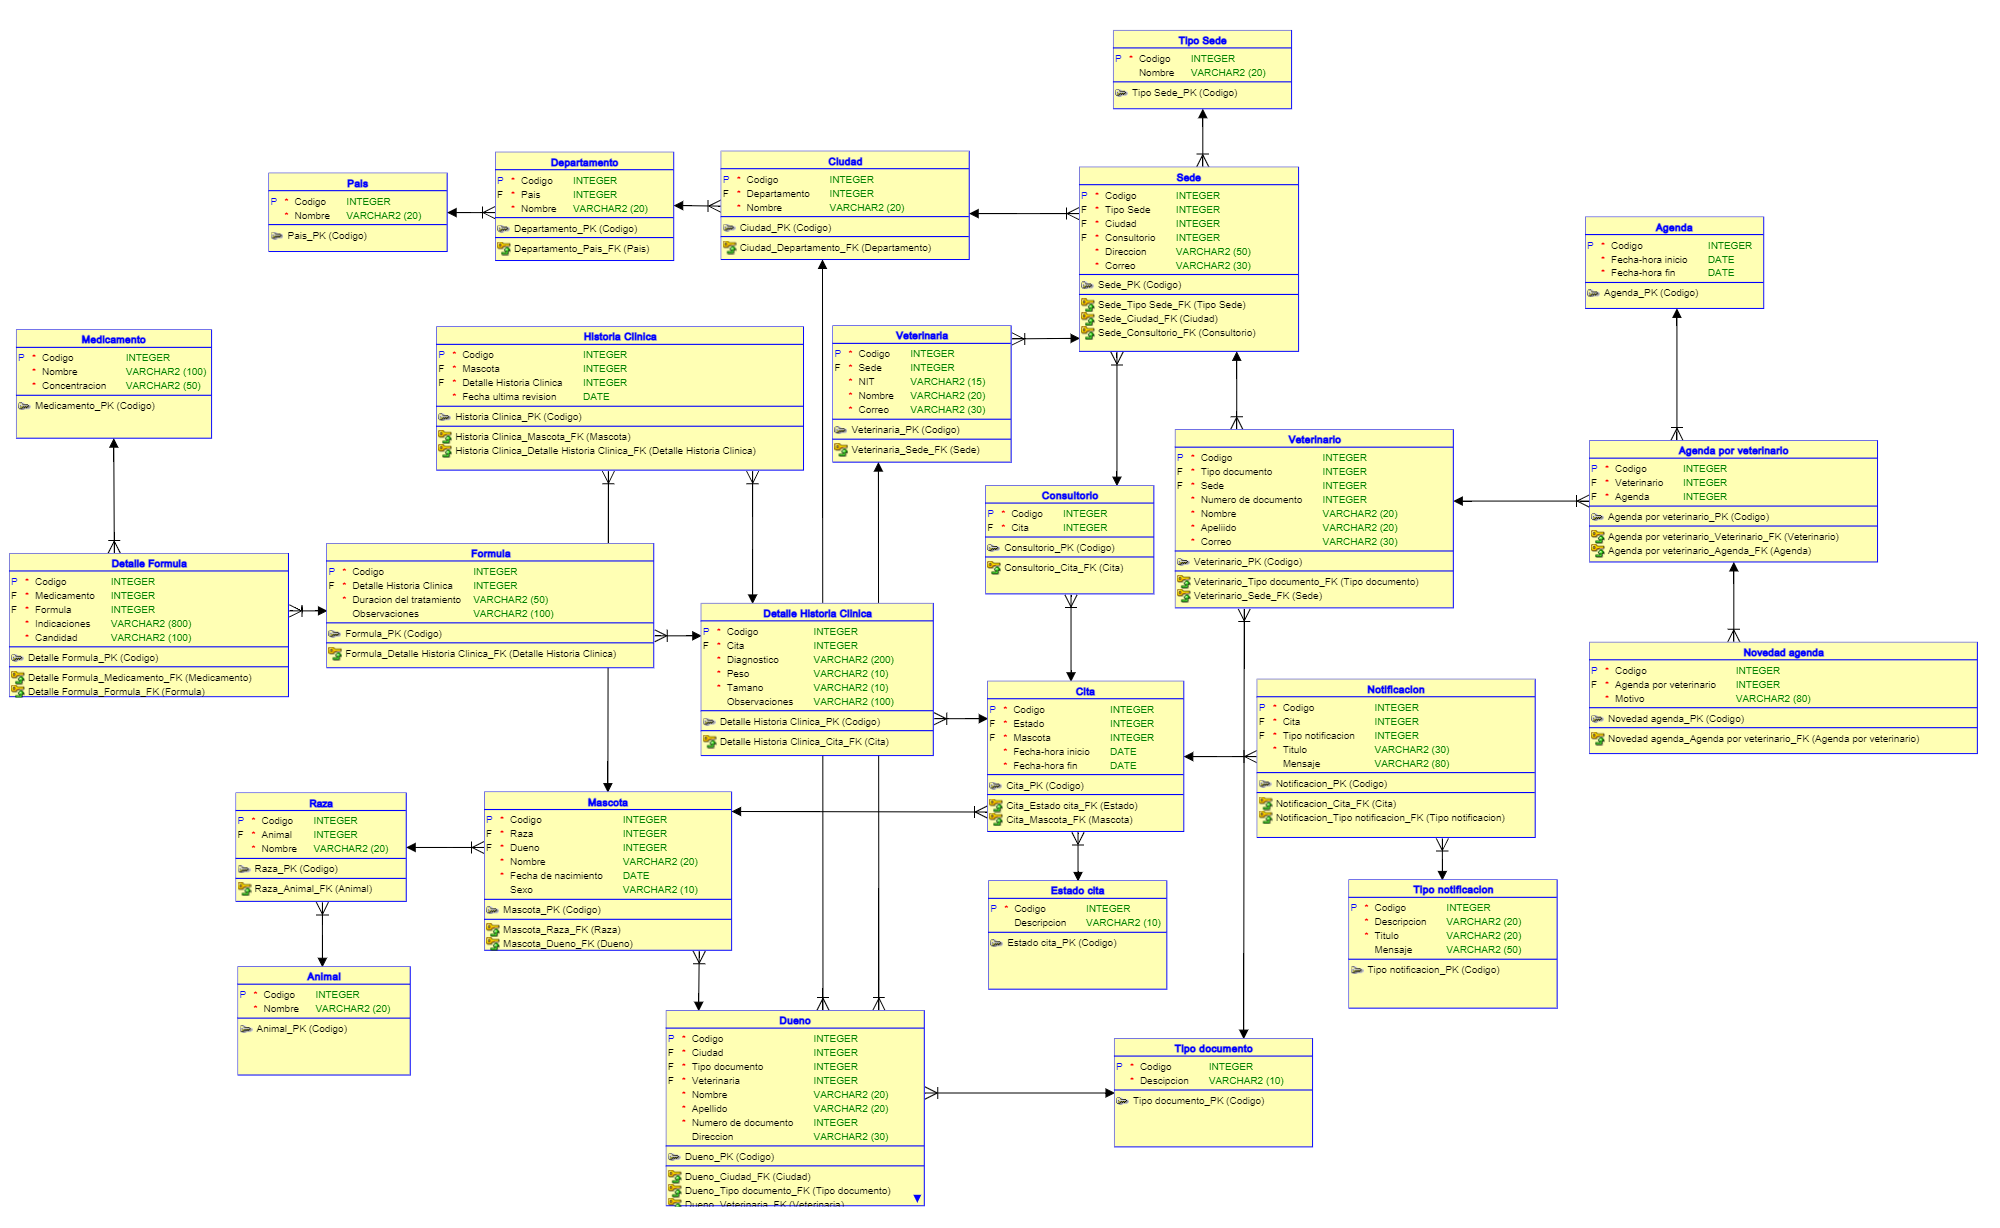 Tipo Sede
P * Codigo INTEGER
Nombre VARCHAR2 (20)
Tipo Sede_PK (Codigo)
Pais
P * Codigo INTEGER
* Nombre VARCHAR2 (20)
Pais_PK (Codigo)
Departamento
P * Codigo INTEGER
F * Pais INTEGER
* Nombre VARCHAR2 (20)
Departamento_PK (Codigo)
Departamento_Pais_FK (Pais)
Ciudad
P * Codigo INTEGER
F * Departamento INTEGER
* Nombre VARCHAR2 (20)
Ciudad_PK (Codigo)
Ciudad_Departamento_FK (Departamento)
Sede
P * Codigo INTEGER
F * Tipo Sede INTEGER
F * Ciudad INTEGER
F * Consultorio INTEGER
* Direccion VARCHAR2 (50)
* Correo VARCHAR2 (30)
Sede_PK (Codigo)
Sede_Tipo Sede_FK (Tipo Sede)
Sede_Ciudad_FK (Ciudad)
Sede_Consultorio_FK (Consultorio)
Agenda
P * Codigo INTEGER
* Fecha-hora inicio DATE
* Fecha-hora fin DATE
Agenda_PK (Codigo)
Medicamento
P * Codigo INTEGER
* Nombre VARCHAR2 (100)
* Concentracion VARCHAR2 (50)
Medicamento_PK (Codigo)
Historia Clinica
P * Codigo INTEGER
F * Mascota INTEGER
F * Detalle Historia Clinica INTEGER
* Fecha ultima revision DATE
Historia Clinica_PK (Codigo)
Historia Clinica_Mascota_FK (Mascota)
Historia Clinica_Detalle Historia Clinica_FK (Detalle Historia Clinica)
Veterinaria
P * Codigo INTEGER
F * Sede INTEGER
* NIT VARCHAR2 (15)
* Nombre VARCHAR2 (20)
* Correo VARCHAR2 (30)
Veterinaria_PK (Codigo)
Veterinaria_Sede_FK (Sede)
Consultorio
P * Codigo INTEGER
F * Cita INTEGER
Consultorio_PK (Codigo)
Consultorio_Cita_FK (Cita)
Veterinario
P * Codigo INTEGER
F * Tipo documento INTEGER
F * Sede INTEGER
* Numero de documento INTEGER
* Nombre VARCHAR2 (20)
* Apeliido VARCHAR2 (20)
* Correo VARCHAR2 (30)
Veterinario_PK (Codigo)
Veterinario_Tipo documento_FK (Tipo documento)
Veterinario_Sede_FK (Sede)
Agenda por veterinario
P * Codigo INTEGER
F * Veterinario INTEGER
F * Agenda INTEGER
Agenda por veterinario_PK (Codigo)
Agenda por veterinario_Veterinario_FK (Veterinario)
Agenda por veterinario_Agenda_FK (Agenda)
Detalle Formula
P * Codigo INTEGER
F * Medicamento INTEGER
F * Formula INTEGER
* Indicaciones VARCHAR2 (800)
* Candidad VARCHAR2 (100)
Detalle Formula_PK (Codigo)
Detalle Formula_Medicamento_FK (Medicamento)
Detalle Formula_Formula_FK (Formula)
Formula
P * Codigo INTEGER
F * Detalle Historia Clinica INTEGER
* Duracion del tratamiento VARCHAR2 (50)
Observaciones VARCHAR2 (100)
Formula_PK (Codigo)
Formula_Detalle Historia Clinica_FK (Detalle Historia Clinica)
Detalle Historia Clinica
P * Codigo INTEGER
F * Cita INTEGER
* Diagnostico VARCHAR2 (200)
* Peso VARCHAR2 (10)
* Tamano VARCHAR2 (10)
Observaciones VARCHAR2 (100)
Detalle Historia Clinica_PK (Codigo)
Detalle Historia Clinica_Cita_FK (Cita)
Cita
P * Codigo INTEGER
F * Estado INTEGER
F * Mascota INTEGER
* Fecha-hora inicio DATE
* Fecha-hora fin DATE
Cita_PK (Codigo)
Cita_Estado cita_FK (Estado)
Cita_Mascota_FK (Mascota)
Notificacion
P * Codigo INTEGER
F * Cita INTEGER
F * Tipo notificacion INTEGER
* Titulo VARCHAR2 (30)
Mensaje VARCHAR2 (80)
Notificacion_PK (Codigo)
Notificacion_Cita_FK (Cita)
Notificacion_Tipo notificacion_FK (Tipo notificacion)
Novedad agenda
P * Codigo INTEGER
F * Agenda por veterinario INTEGER
* Motivo VARCHAR2 (80)
Novedad agenda_PK (Codigo)
Novedad agenda_Agenda por veterinario_FK (Agenda por veterinario)
Raza
P * Codigo INTEGER
F * Animal INTEGER
* Nombre VARCHAR2 (20)
Raza_PK (Codigo)
Raza_Animal_FK (Animal)
Mascota
P * Codigo INTEGER
F * Raza INTEGER
F * Dueno INTEGER
* Nombre VARCHAR2 (20)
* Fecha de nacimiento DATE
Sexo VARCHAR2 (10)
Mascota_PK (Codigo)
Mascota_Raza_FK (Raza)
Mascota_Dueno_FK (Dueno)
Estado cita
P * Codigo INTEGER
Descripcion VARCHAR2 (10)
Estado cita_PK (Codigo)
Tipo notificacion
P * Codigo INTEGER
* Descripcion VARCHAR2 (20)
* Titulo VARCHAR2 (20)
Mensaje VARCHAR2 (50)
Tipo notificacion_PK (Codigo)
Animal
P * Codigo INTEGER
* Nombre VARCHAR2 (20)
Animal_PK (Codigo)
Dueno
P * Codigo INTEGER
F * Ciudad INTEGER
F * Tipo documento INTEGER
F * Veterinaria INTEGER
* Nombre VARCHAR2 (20)
* Apellido VARCHAR2 (20)
* Numero de documento INTEGER
Direccion VARCHAR2 (30)
Dueno_PK (Codigo)
Dueno_Ciudad_FK (Ciudad)
Dueno_Tipo documento_FK (Tipo documento)
Dueno_Veterinaria_FK (Veterinaria)
Tipo documento
P * Codigo INTEGER
* Descipcion VARCHAR2 (10)
Tipo documento_PK (Codigo)